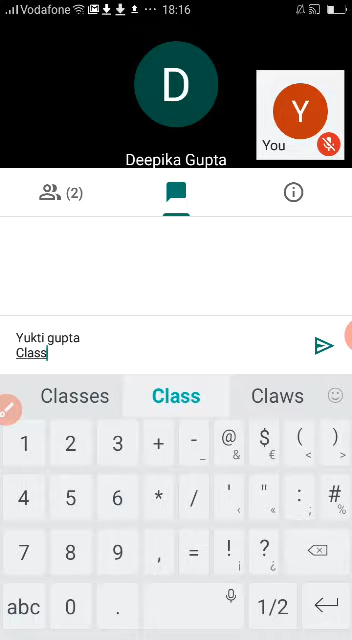 Vodafone 18:16
D
Y
You
Deepika Gupta
(2)
Yukti gupta
Class
Classes Class Claws
1 2 3 + - _ @ & $ € ( < ) >
4 5 6 * / ' ‹ " « : ; # %
7 8 9 , = ! ¡ ? ¿
abc 0 . 1/2